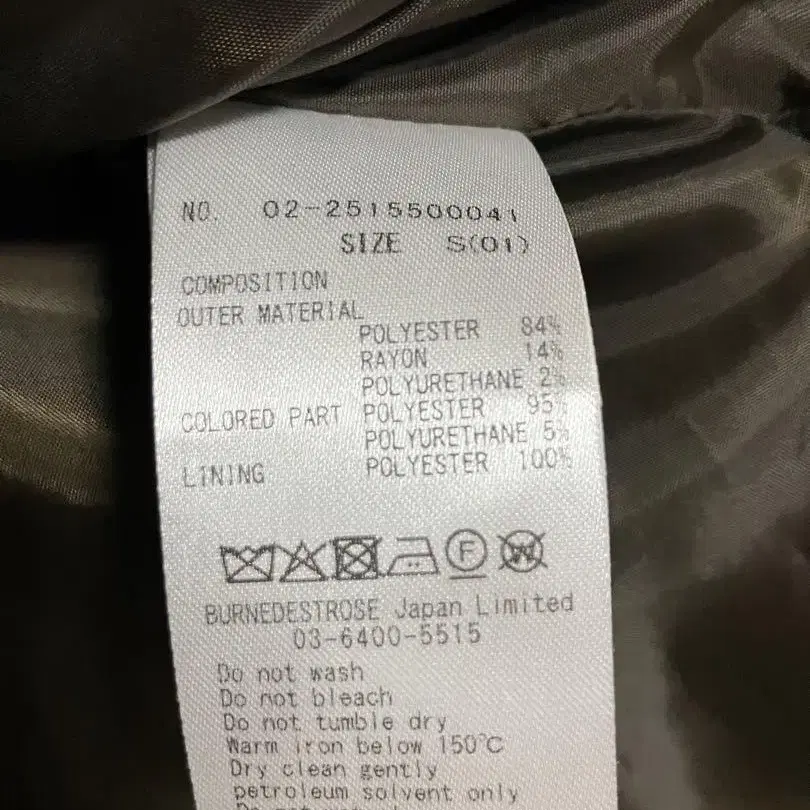 NO. 02-2515500041
SIZE S(01)
COMPOSITION
OUTER MATERIAL
POLYESTER 84%
RAYON 14%
POLYURETHANE 2%
COLORED PART POLYESTER 95%
POLYURETHANE 5%
LINING POLYESTER 100%
F W
BURNEDESTROSE Japan Limited
03-6400-5515
Do not wash
Do not bleach
Do not tumble dry
Warm iron below 150℃
Dry clean gently
petroleum solvent only